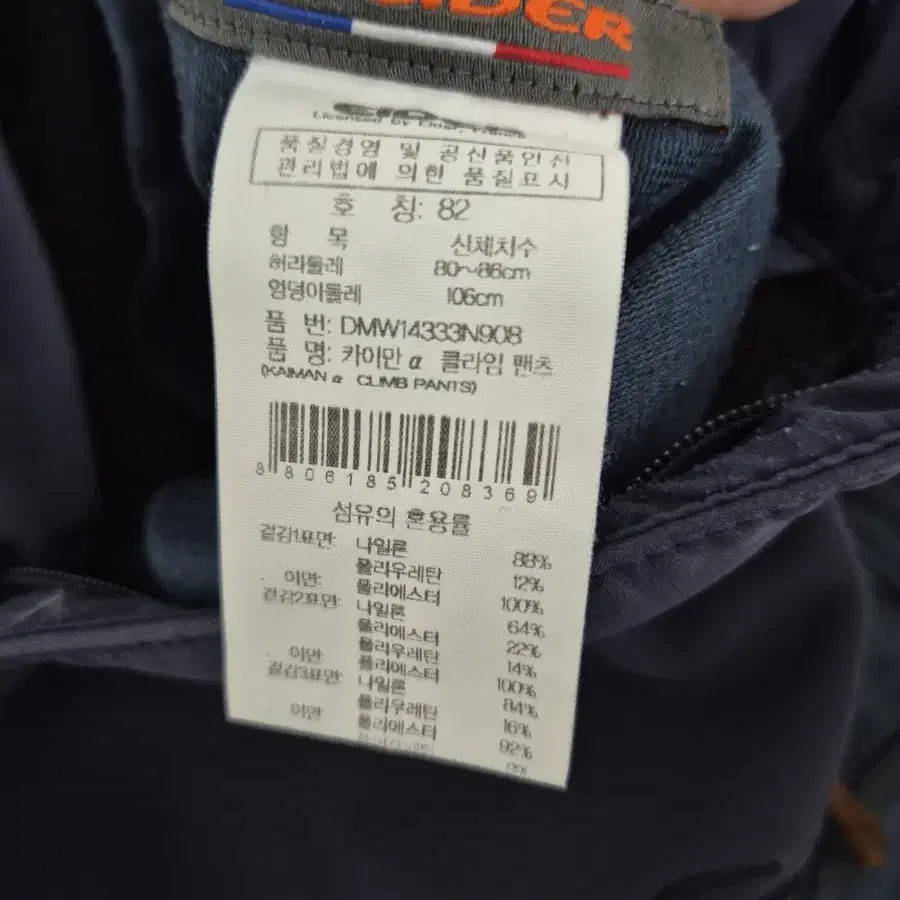 IDER
Licensed by Eider, France
품질경영 및 공산품안전
관리법에 의한 품질표시
호 칭: 82
항 목 신체치수
허리둘레 80~86cm
엉덩이둘레 106cm
품 번: DMW14333N908
품 명: 카이만 α 클라임 팬츠
(KAIMAN α CLIMB PANTS)
8 806185 208369
섬유의 혼용률
겉감1표면: 나일론 88%
폴리우레탄 12%
이면: 폴리에스터 100%
겉감2표면: 나일론 64%
폴리에스터 22%
폴리우레탄 14%
이면: 폴리에스터 100%
겉감3표면: 나일론 84%
폴리우레탄 16%
이면: 폴리에스터 92%